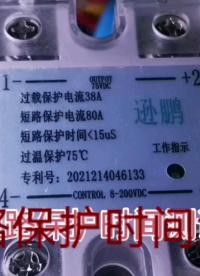 OUTPUT
75VDC
1- +2
过载保护电流38A
短路保护电流80A
短路保护时间<15uS
过温保护75℃
专利号：2021214046133
逊鹏
工作指示
4
CONTROL 6-200VDC
路保护时间